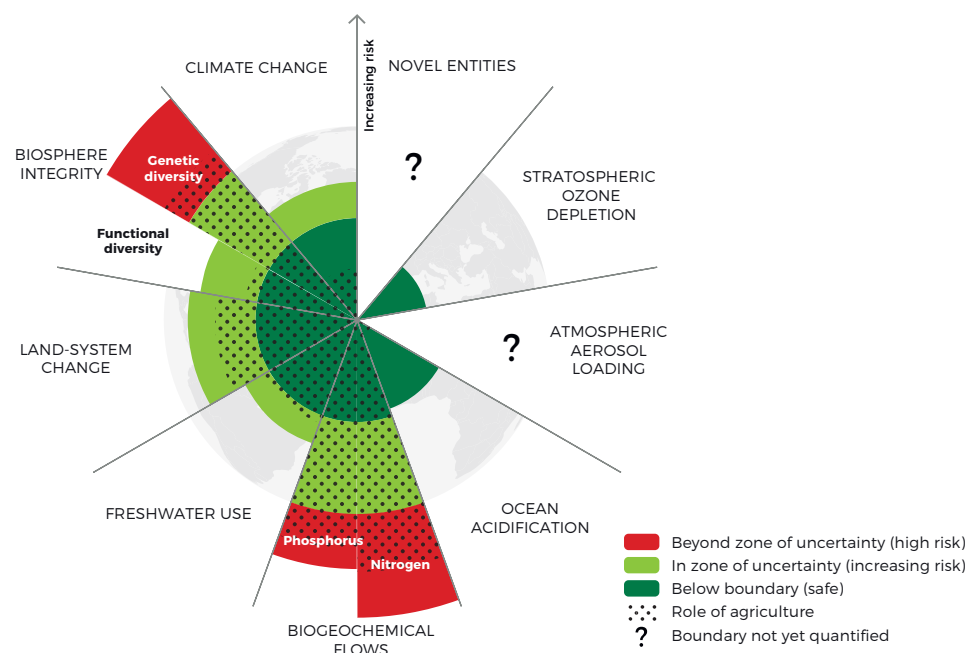 CLIMATE CHANGE
Increasing risk
NOVEL ENTITIES
?
BIOSPHERE
INTEGRITY
Genetic
diversity
Functional
diversity
STRATOSPHERIC
OZONE
DEPLETION
ATMOSPHERIC
AEROSOL
LOADING
?
LAND-SYSTEM
CHANGE
FRESHWATER USE
OCEAN
ACIDIFICATION
Phosphorus
Nitrogen
BIOGEOCHEMICAL
FLOWS
Beyond zone of uncertainty (high risk)
In zone of uncertainty (increasing risk)
Below boundary (safe)
Role of agriculture
? Boundary not yet quantified